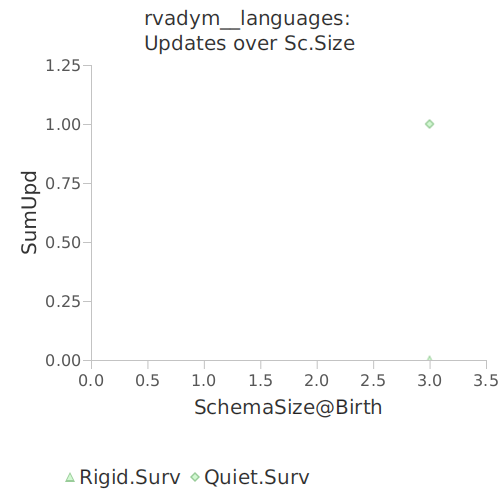 rvadym__languages:
Updates over Sc.Size
1.25
1.00
0.75
0.50
0.25
0.00
SumUpd
0.0 0.5 1.0 1.5 2.0 2.5 3.0 3.5
SchemaSize@Birth
Rigid.Surv Quiet.Surv